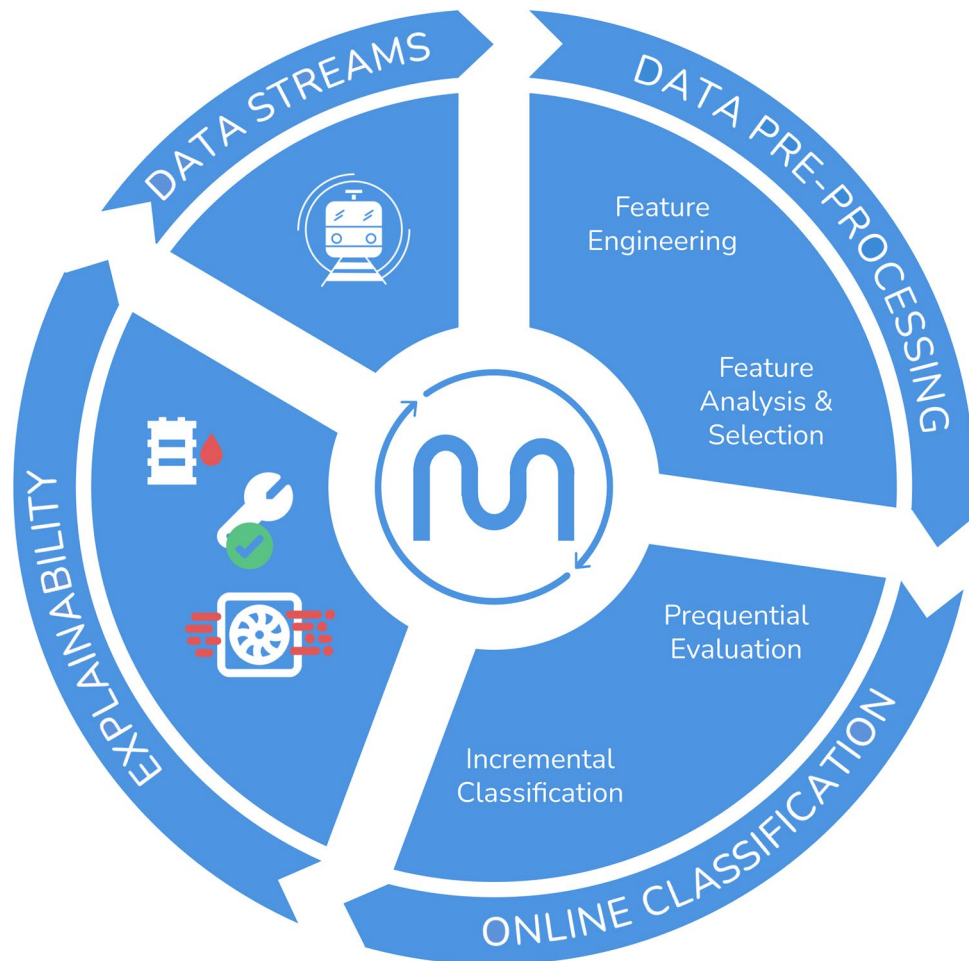 DATA STREAMS
DATA PRE-PROCESSING
Feature
Engineering
Feature
Analysis &
Selection
Prequential
Evaluation
Incremental
Classification
ONLINE CLASSIFICATION
EXPLAINABILITY